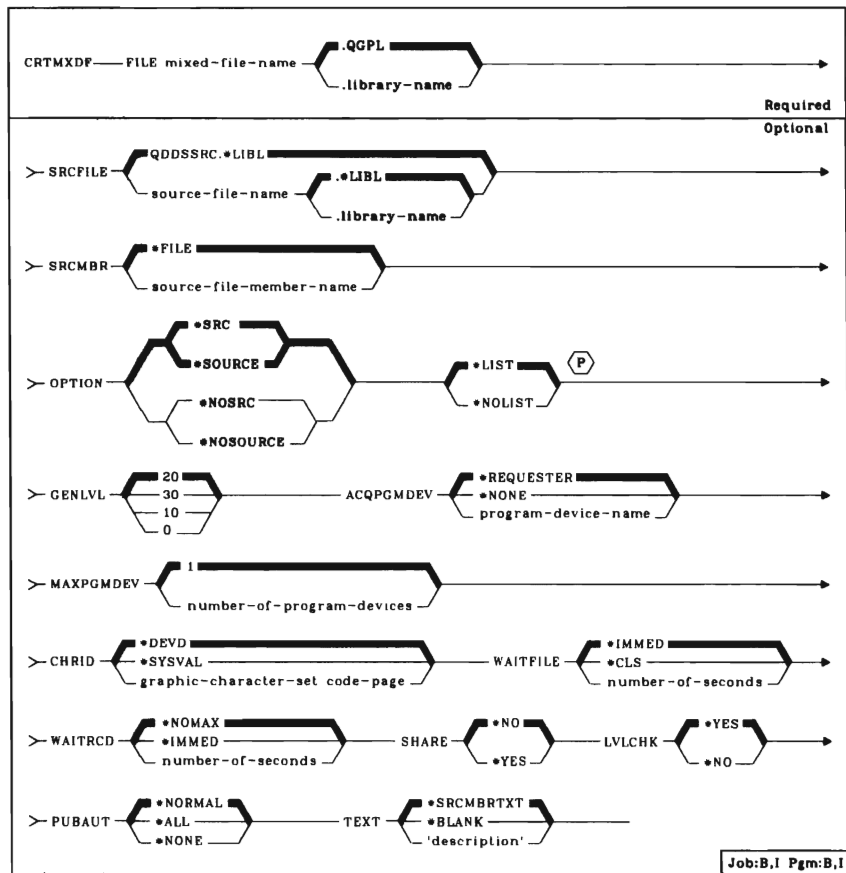 .QGPL
CRTMXDF FILE mixed-file-name
.library-name
Required
Optional
QDDSSRC.*LIBL
SRCFILE
.*LIBL
source-file-name
.library-name
*FILE
SRCMBR
source-file-member-name
*SRC
*SOURCE
*LIST
P
OPTION
*NOSRC
*NOLIST
*NOSOURCE
20
*REQUESTER
GENLVL
30
ACQPGMDEV
*NONE
10
program-device-name
0
1
MAXPGMDEV
number-of-program-devices
*DEVD
*IMMED
CHRID
*SYSVAL
WAITFILE
*CLS
graphic-character-set code-page
number-of-seconds
*NOMAX
*NO
*YES
WAITRCD
*IMMED
SHARE
LVLCHK
number-of-seconds
*YES
*NO
*NORMAL
*SRCMBRTXT
PUBAUT
*ALL
TEXT
*BLANK
*NONE
'description'
Job:B,I Pgm:B,I